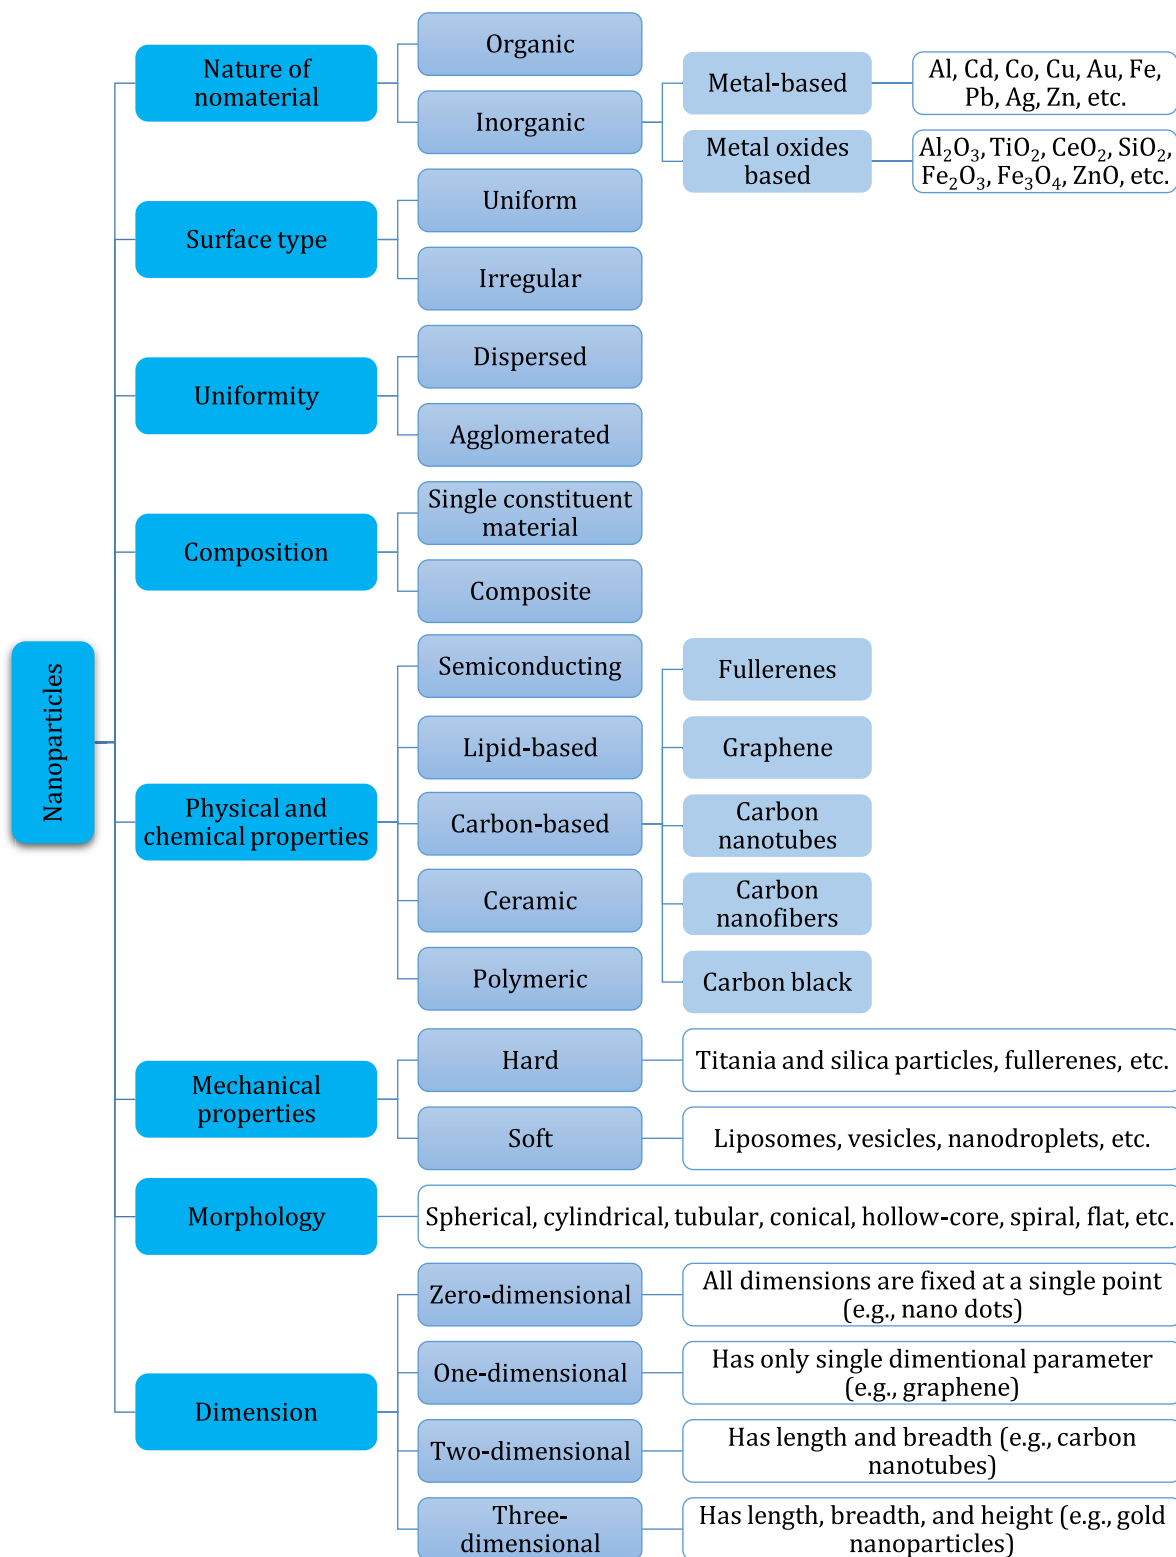 Nanoparticles
Nature of
nomaterial
Organic
Inorganic
Metal-based
Al, Cd, Co, Cu, Au, Fe,
Pb, Ag, Zn, etc.
Metal oxides
based
Al₂O₃, TiO₂, CeO₂, SiO₂,
Fe₂O₃, Fe₃O₄, ZnO, etc.
Surface type
Uniform
Irregular
Uniformity
Dispersed
Agglomerated
Composition
Single constituent
material
Composite
Physical and
chemical properties
Semiconducting
Lipid-based
Carbon-based
Fullerenes
Graphene
Carbon
nanotubes
Carbon
nanofibers
Carbon black
Ceramic
Polymeric
Mechanical
properties
Hard
Titania and silica particles, fullerenes, etc.
Soft
Liposomes, vesicles, nanodroplets, etc.
Morphology
Spherical, cylindrical, tubular, conical, hollow-core, spiral, flat, etc.
Dimension
Zero-dimensional
All dimensions are fixed at a single point
(e.g., nano dots)
One-dimensional
Has only single dimentional parameter
(e.g., graphene)
Two-dimensional
Has length and breadth (e.g., carbon
nanotubes)
Three-
dimensional
Has length, breadth, and height (e.g., gold
nanoparticles)